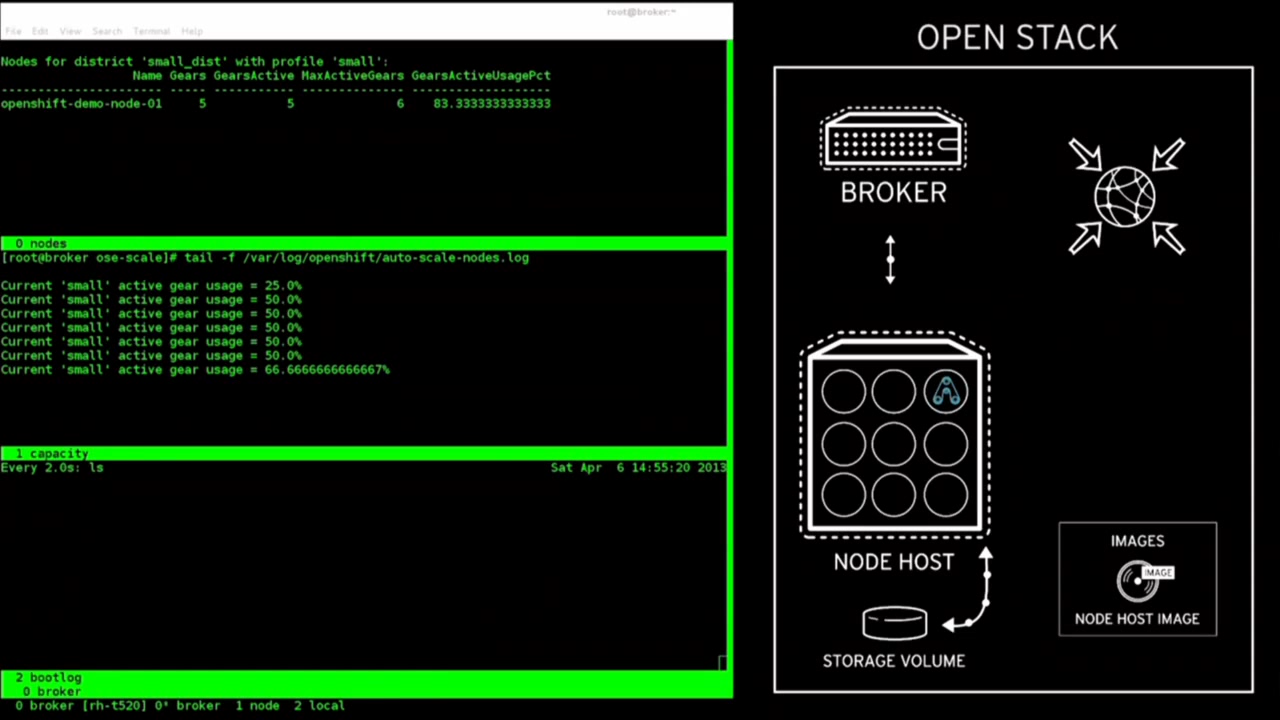 root@broker:~
File Edit View Search Terminal Help
Nodes for district 'small_dist' with profile 'small':
Name Gears GearsActive MaxActiveGears GearsActiveUsagePct
---------------------- ----- ----------- -------------- -------------------
openshift-demo-node-01 5 5 6 83.3333333333333
0 nodes
[root@broker ose-scale]# tail -f /var/log/openshift/auto-scale-nodes.log
Current 'small' active gear usage = 25.0%
Current 'small' active gear usage = 50.0%
Current 'small' active gear usage = 50.0%
Current 'small' active gear usage = 50.0%
Current 'small' active gear usage = 50.0%
Current 'small' active gear usage = 50.0%
Current 'small' active gear usage = 66.6666666666667%
1 capacity
Every 2.0s: ls Sat Apr 6 14:55:20 2013
2 bootlog
0 broker
0 broker [rh-t520] 0* broker 1 node 2 local
OPEN STACK
BROKER
NODE HOST
STORAGE VOLUME
IMAGES
IMAGE
NODE HOST IMAGE